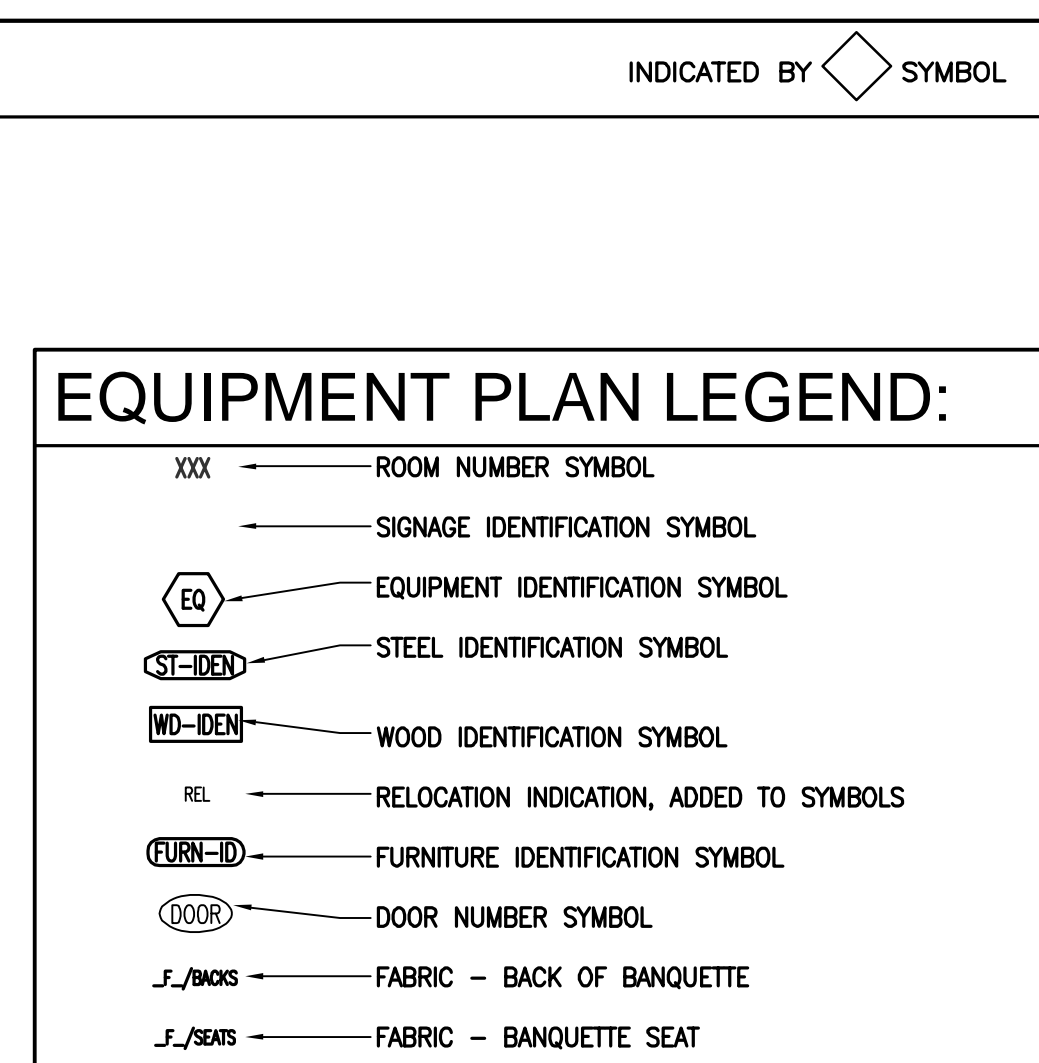 INDICATED BY SYMBOL
EQUIPMENT PLAN LEGEND:
XXX ROOM NUMBER SYMBOL
SIGNAGE IDENTIFICATION SYMBOL
EQ EQUIPMENT IDENTIFICATION SYMBOL
ST-IDEN STEEL IDENTIFICATION SYMBOL
WD-IDEN WOOD IDENTIFICATION SYMBOL
REL RELOCATION INDICATION, ADDED TO SYMBOLS
FURN-ID FURNITURE IDENTIFICATION SYMBOL
DOOR DOOR NUMBER SYMBOL
_F_/BACKS FABRIC - BACK OF BANQUETTE
_F_/SEATS FABRIC - BANQUETTE SEAT